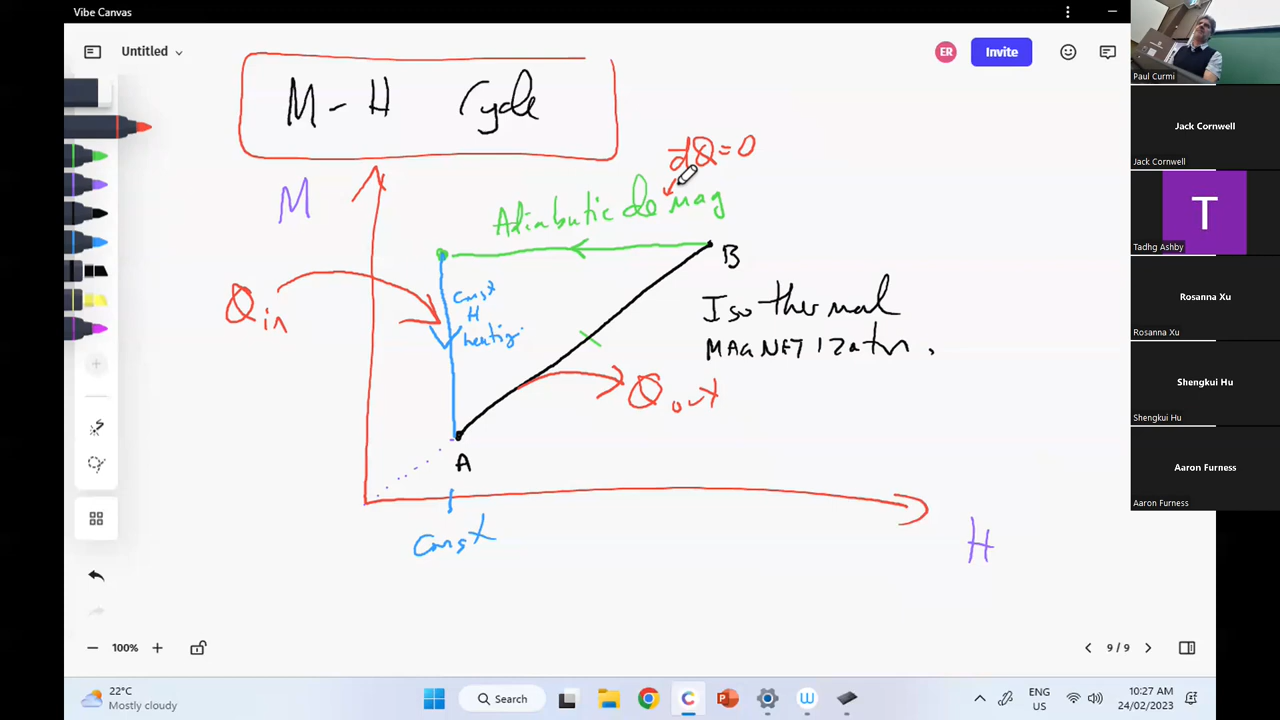 Vibe Canvas
Untitled
ER
Invite
M - H Cycle
dQ = 0
M
Adiabatic de mag
B
Q in
const
H
heating
Isothermal
MAGNETIZation.
Q out
A
const
H
Paul Curmi
Jack Cornwell
Jack Cornwell
T
Tadhg Ashby
Rosanna Xu
Rosanna Xu
Shengkui Hu
Shengkui Hu
Aaron Furness
Aaron Furness
100%
9 / 9
22°C
Mostly cloudy
Search
ENG
US
10:27 AM
24/02/2023